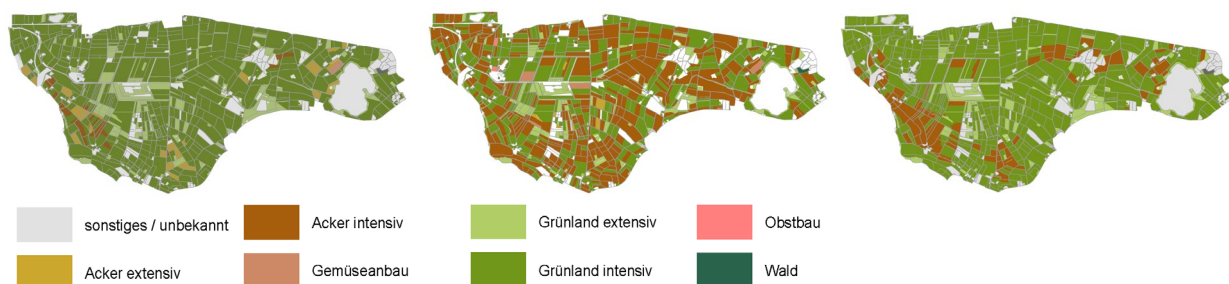 sonstiges / unbekannt
Acker intensiv
Grünland extensiv
Obstbau
Acker extensiv
Gemüseanbau
Grünland intensiv
Wald